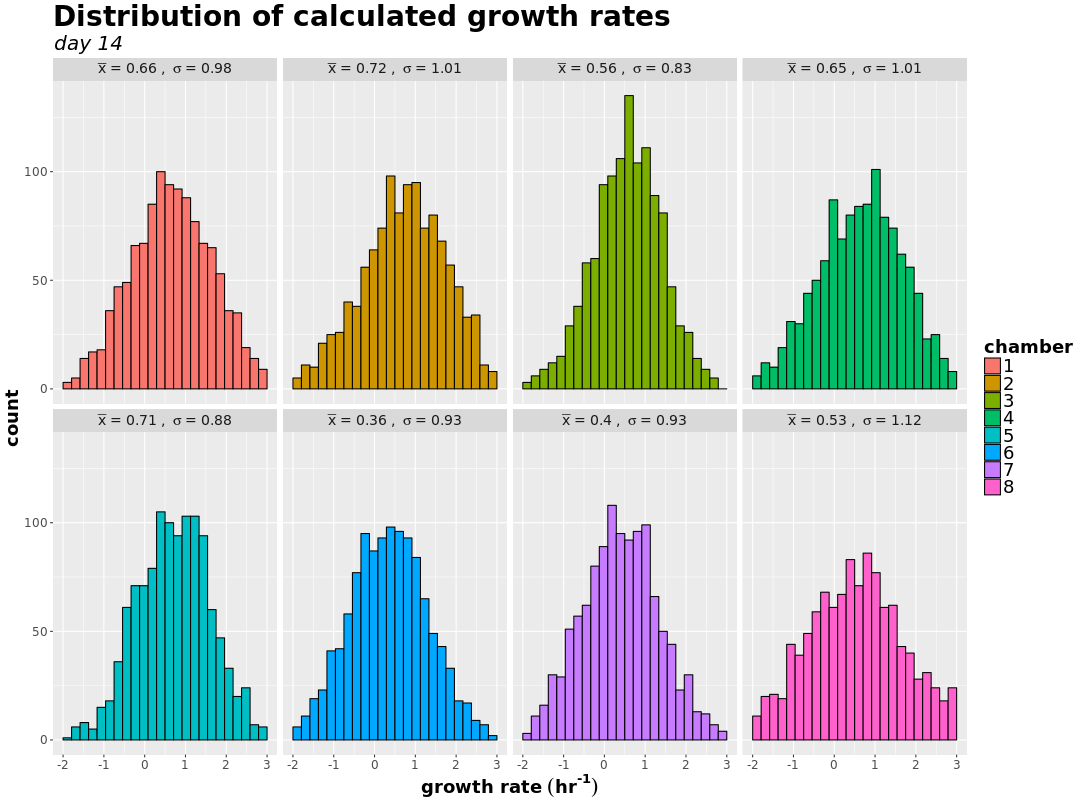 Distribution of calculated growth rates
day 14
x̅ = 0.66 , σ = 0.98
x̅ = 0.72 , σ = 1.01
x̅ = 0.56 , σ = 0.83
x̅ = 0.65 , σ = 1.01
100
50
0
x̅ = 0.71 , σ = 0.88
x̅ = 0.36 , σ = 0.93
x̅ = 0.4 , σ = 0.93
x̅ = 0.53 , σ = 1.12
100
50
0
-2 -1 0 1 2 3
-2 -1 0 1 2 3
-2 -1 0 1 2 3
-2 -1 0 1 2 3
count
growth rate (hr⁻¹)
chamber
1
2
3
4
5
6
7
8